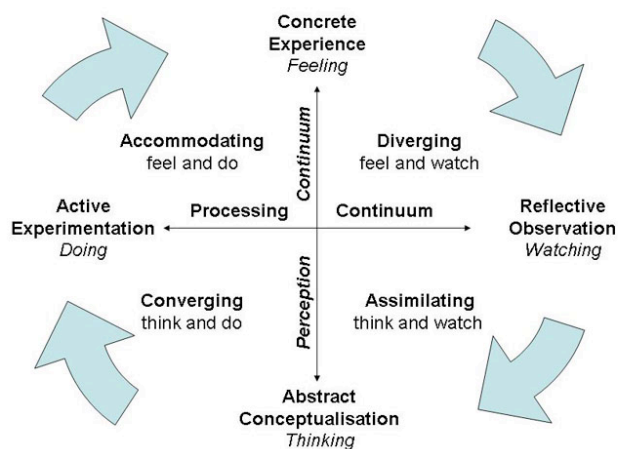 Concrete
Experience
Feeling
Accommodating
feel and do
Continuum
Diverging
feel and watch
Active
Experimentation
Doing
Processing
Continuum
Reflective
Observation
Watching
Converging
think and do
Perception
Assimilating
think and watch
Abstract
Conceptualisation
Thinking